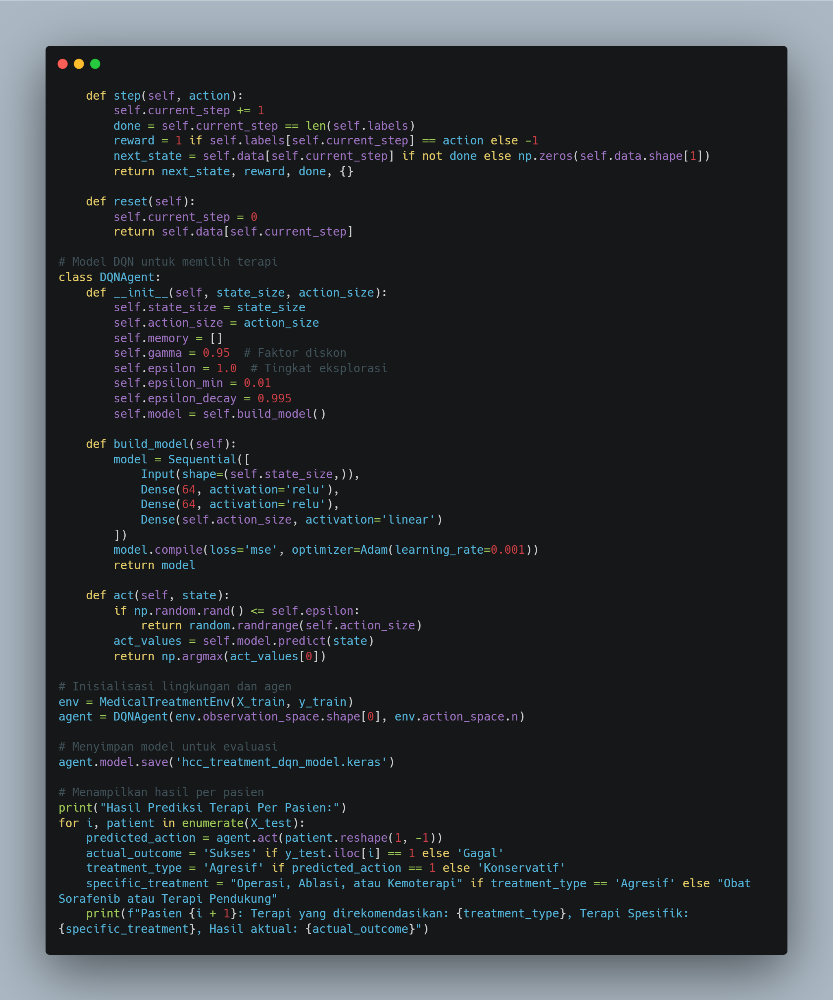 def step(self, action):
        self.current_step += 1
        done = self.current_step == len(self.labels)
        reward = 1 if self.labels[self.current_step] == action else -1
        next_state = self.data[self.current_step] if not done else np.zeros(self.data.shape[1])
        return next_state, reward, done, {}

    def reset(self):
        self.current_step = 0
        return self.data[self.current_step]

# Model DQN untuk memilih terapi
class DQNAgent:
    def __init__(self, state_size, action_size):
        self.state_size = state_size
        self.action_size = action_size
        self.memory = []
        self.gamma = 0.95  # Faktor diskon
        self.epsilon = 1.0  # Tingkat eksplorasi
        self.epsilon_min = 0.01
        self.epsilon_decay = 0.995
        self.model = self.build_model()

    def build_model(self):
        model = Sequential([
            Input(shape=(self.state_size,)),
            Dense(64, activation='relu'),
            Dense(64, activation='relu'),
            Dense(self.action_size, activation='linear')
        ])
        model.compile(loss='mse', optimizer=Adam(learning_rate=0.001))
        return model

    def act(self, state):
        if np.random.rand() <= self.epsilon:
            return random.randrange(self.action_size)
        act_values = self.model.predict(state)
        return np.argmax(act_values[0])

# Inisialisasi lingkungan dan agen
env = MedicalTreatmentEnv(X_train, y_train)
agent = DQNAgent(env.observation_space.shape[0], env.action_space.n)

# Menyimpan model untuk evaluasi
agent.model.save('hcc_treatment_dqn_model.keras')

# Menampilkan hasil per pasien
print("Hasil Prediksi Terapi Per Pasien:")
for i, patient in enumerate(X_test):
    predicted_action = agent.act(patient.reshape(1, -1))
    actual_outcome = 'Sukses' if y_test.iloc[i] == 1 else 'Gagal'
    treatment_type = 'Agresif' if predicted_action == 1 else 'Konservatif'
    specific_treatment = "Operasi, Ablasi, atau Kemoterapi" if treatment_type == 'Agresif' else "Obat
Sorafenib atau Terapi Pendukung"
    print(f"Pasien {i + 1}: Terapi yang direkomendasikan: {treatment_type}, Terapi Spesifik:
{specific_treatment}, Hasil aktual: {actual_outcome}")